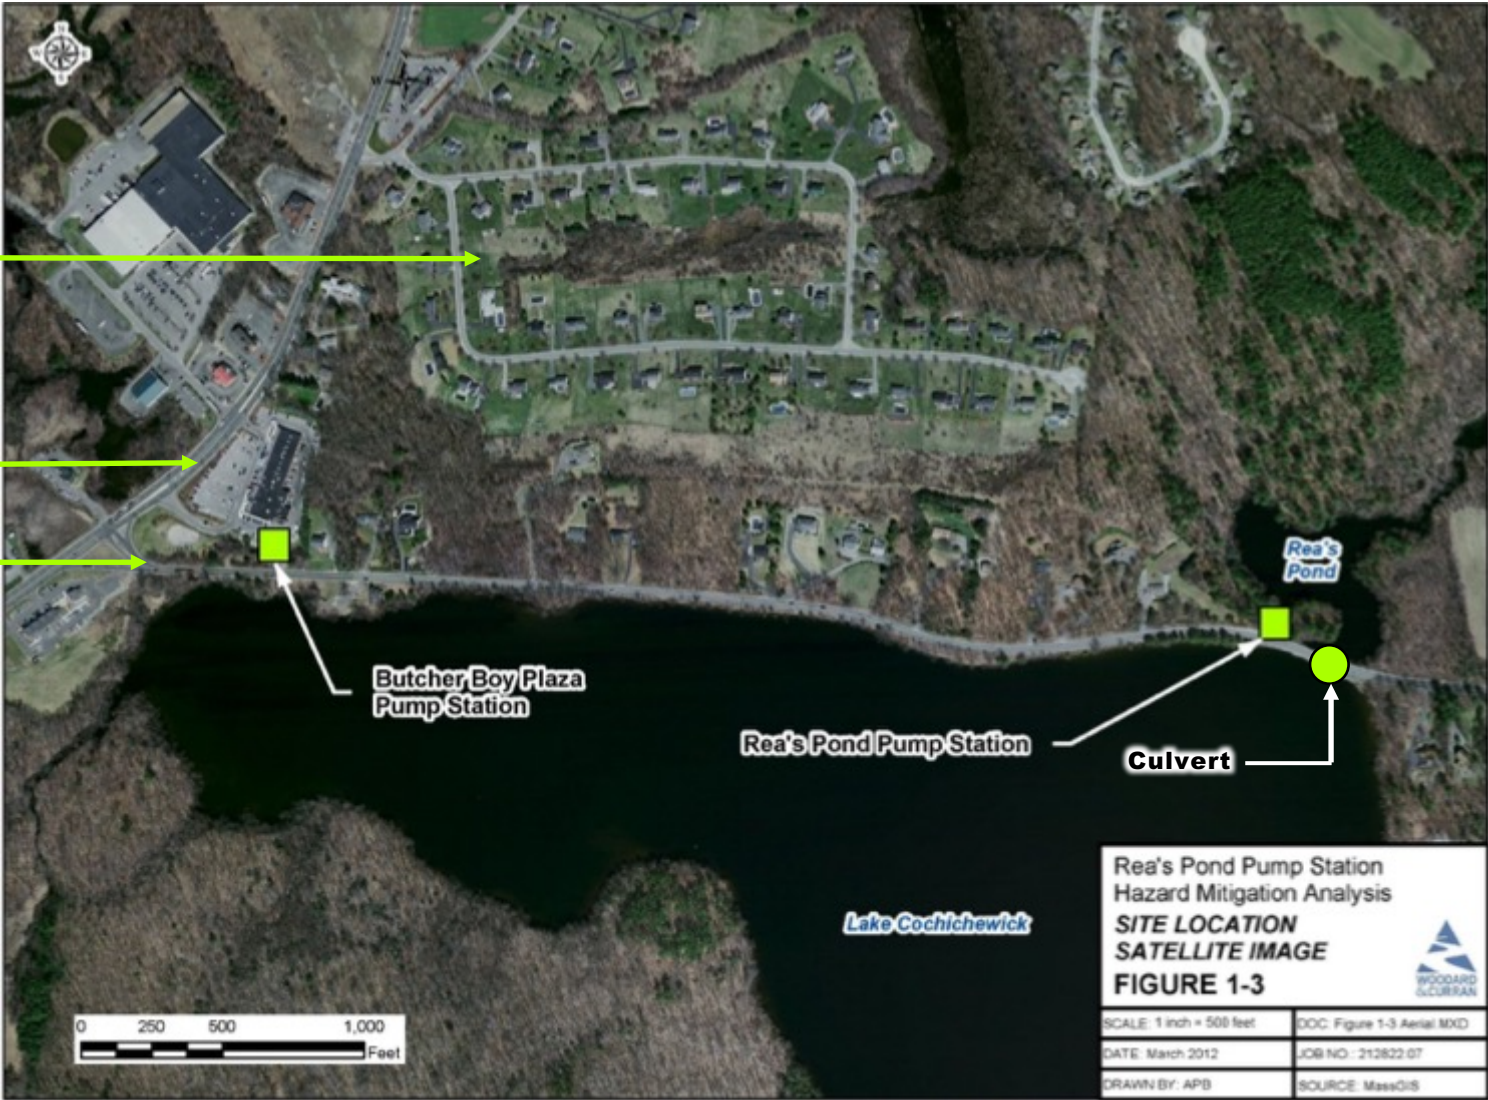 Rea's
Pond
Butcher Boy Plaza
Pump Station
Rea's Pond Pump Station
Culvert
Lake Cochichewick
Rea's Pond Pump Station
Hazard Mitigation Analysis
SITE LOCATION
SATELLITE IMAGE
FIGURE 1-3
WOODARD
&CURRAN
SCALE: 1 inch = 500 feet
DOC: Figure 1-3 Aerial.MXD
DATE: March 2012
JOB NO.: 212822.07
DRAWN BY: APB
SOURCE: MassGIS
0 250 500 1,000
Feet